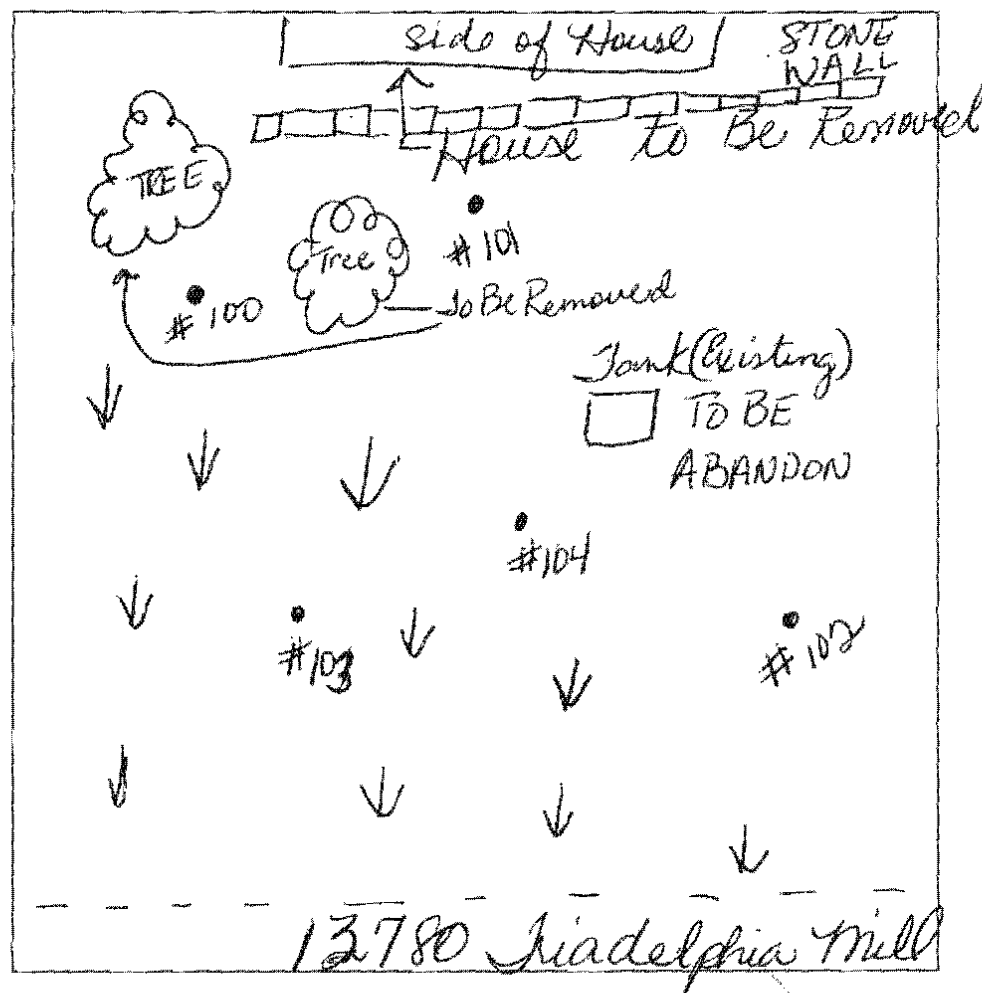 side of House
STONE
WALL
House to Be Removed
TREE
Tree
#101
#100
To Be Removed
Tank (Existing)
TO BE
ABANDON
#104
#103
#102
13780 Triadelphia Mill